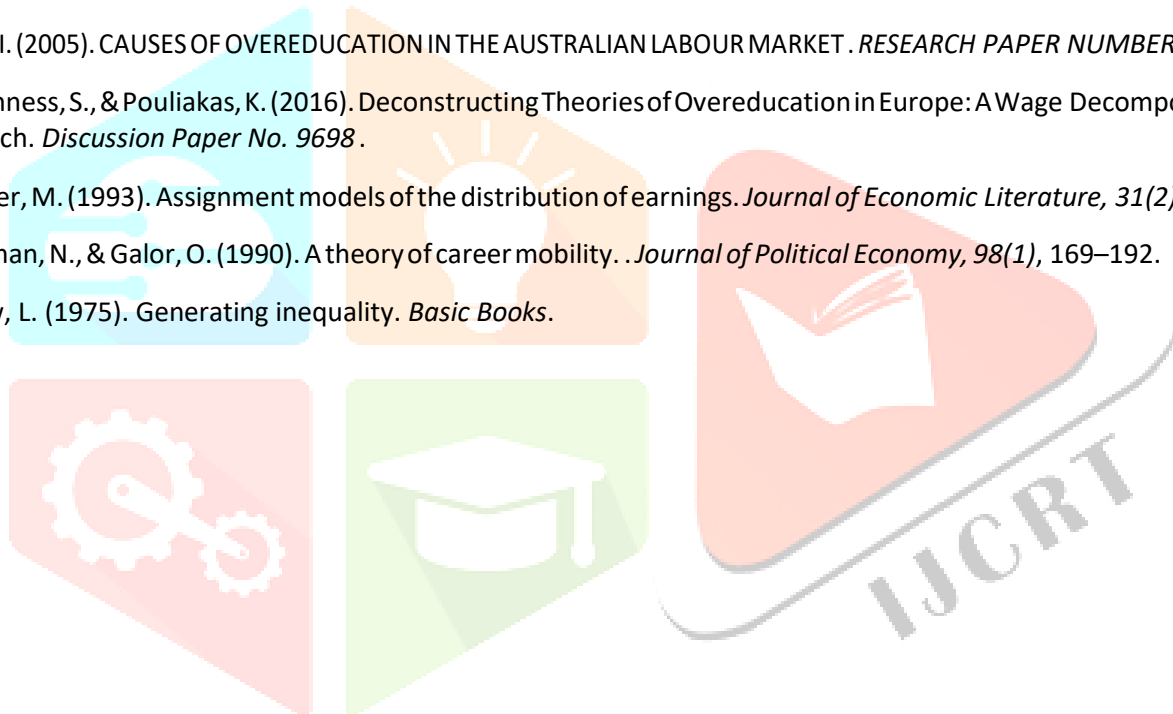 I. (2005). CAUSES OF OVEREDUCATION IN THE AUSTRALIAN LABOUR MARKET . RESEARCH PAPER NUMBER
nness, S., & Pouliakas, K. (2016). Deconstructing Theories of Overeducation in Europe: A Wage Decompo
ch. Discussion Paper No. 9698 .
er, M. (1993). Assignment models of the distribution of earnings. Journal of Economic Literature, 31(2)
nan, N., & Galor, O. (1990). A theory of career mobility. . Journal of Political Economy, 98(1), 169–192.
, L. (1975). Generating inequality. Basic Books.
IJCRT